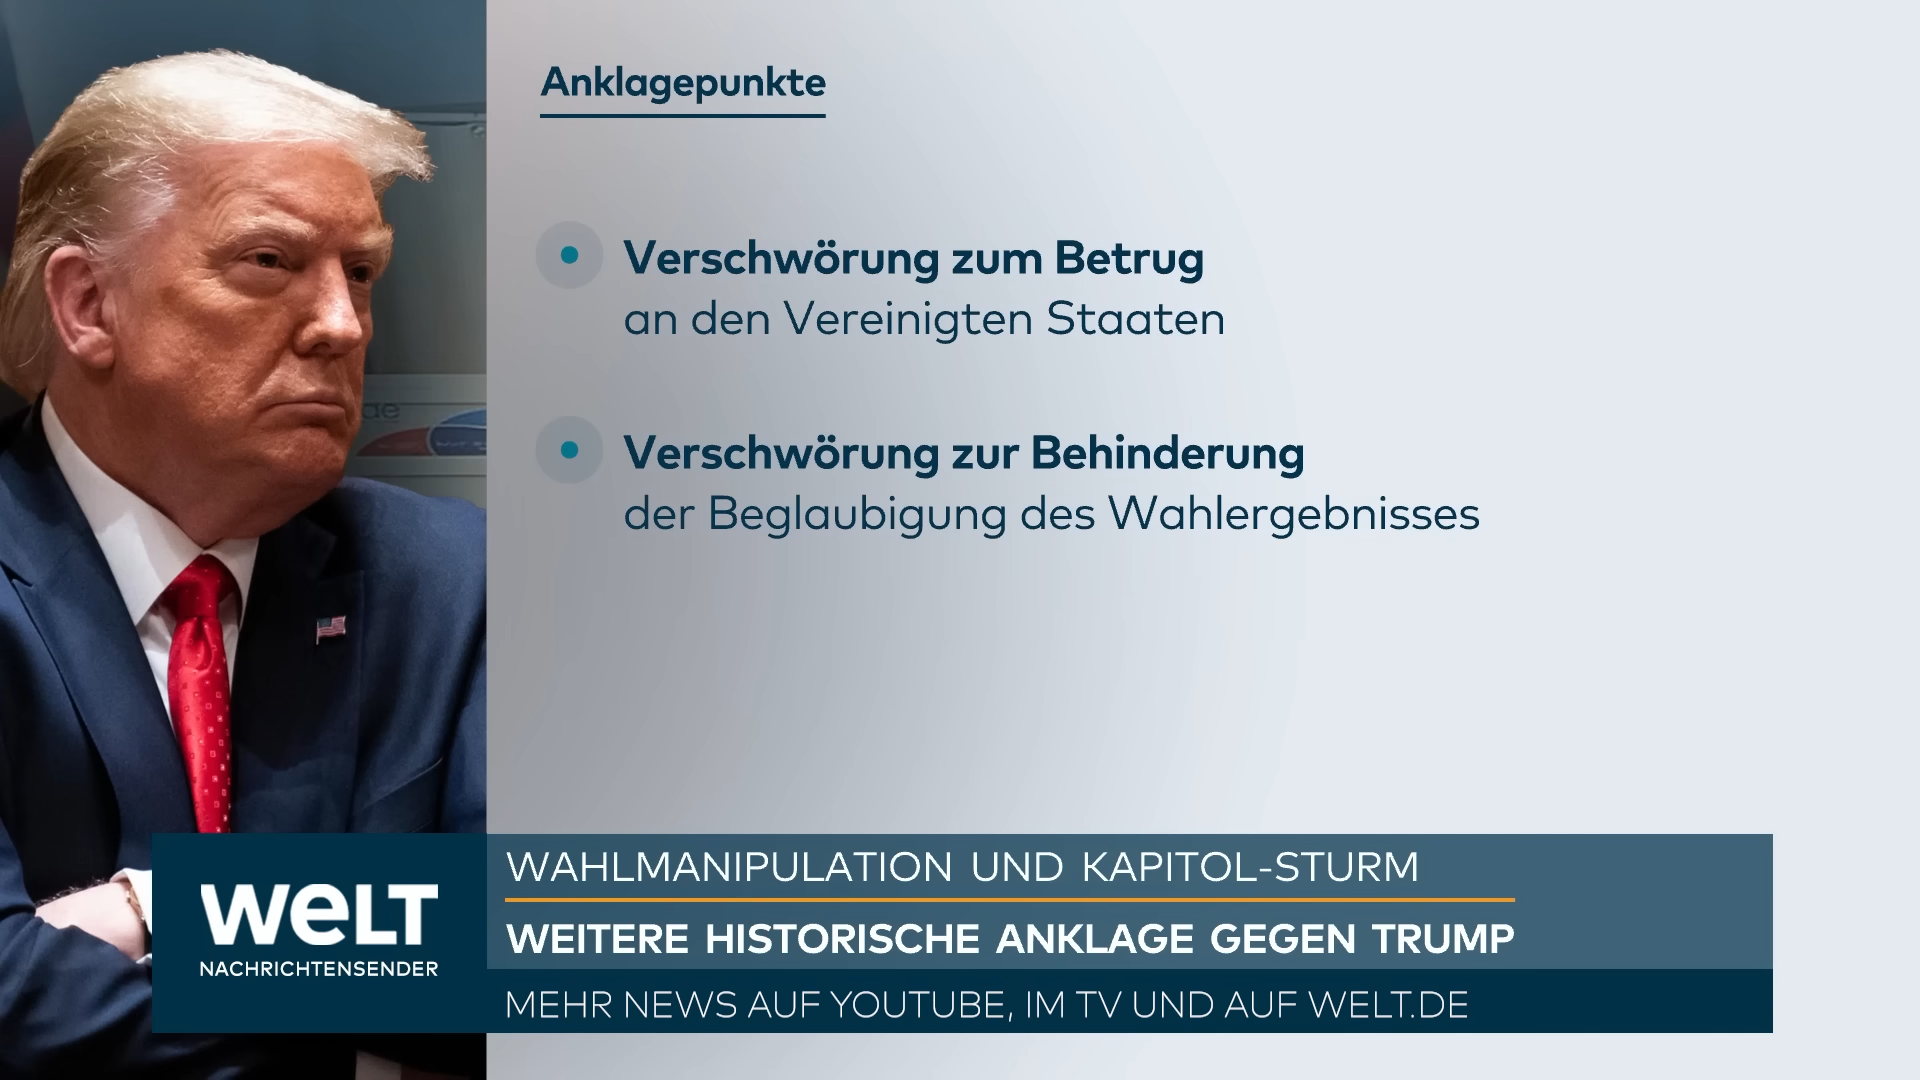 Anklagepunkte
Verschwörung zum Betrug
an den Vereinigten Staaten
Verschwörung zur Behinderung
der Beglaubigung des Wahlergebnisses
WELT
NACHRICHTENSENDER
WAHLMANIPULATION UND KAPITOL-STURM
WEITERE HISTORISCHE ANKLAGE GEGEN TRUMP
MEHR NEWS AUF YOUTUBE, IM TV UND AUF WELT.DE